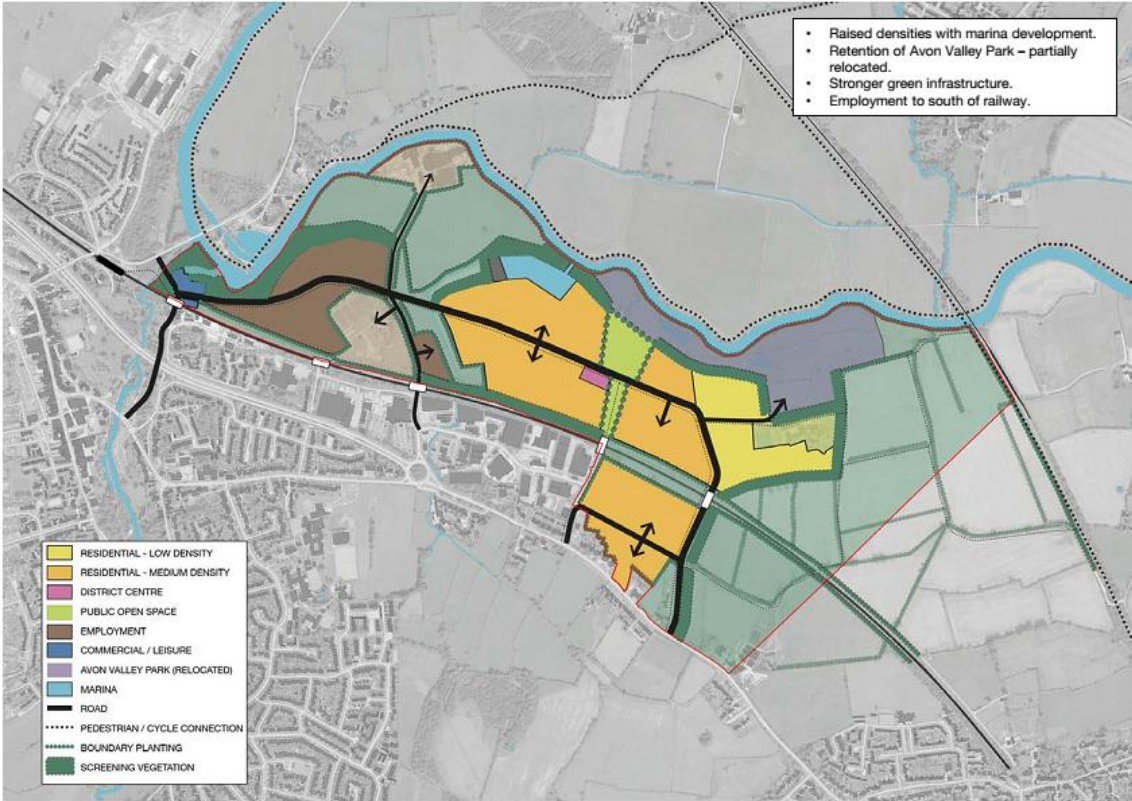 • Raised densities with marina development.
• Retention of Avon Valley Park – partially
relocated.
• Stronger green infrastructure.
• Employment to south of railway.
RESIDENTIAL - LOW DENSITY
RESIDENTIAL - MEDIUM DENSITY
DISTRICT CENTRE
PUBLIC OPEN SPACE
EMPLOYMENT
COMMERCIAL / LEISURE
AVON VALLEY PARK (RELOCATED)
MARINA
ROAD
PEDESTRIAN / CYCLE CONNECTION
BOUNDARY PLANTING
SCREENING VEGETATION